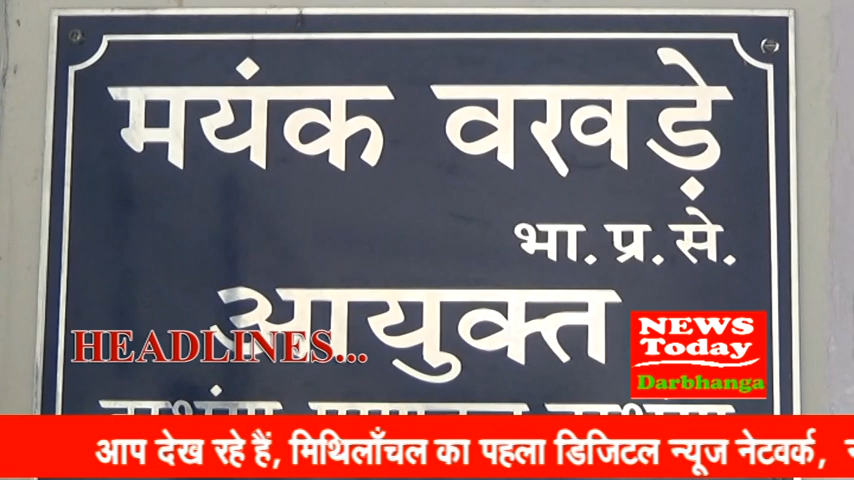 मयंक वरवड़े
भा. प्र. से.
आयुक्त
HEADLINES...
NEWS
Today
Darbhanga
आप देख रहे हैं, मिथिलाँचल का पहला डिजिटल न्यूज नेटवर्क,